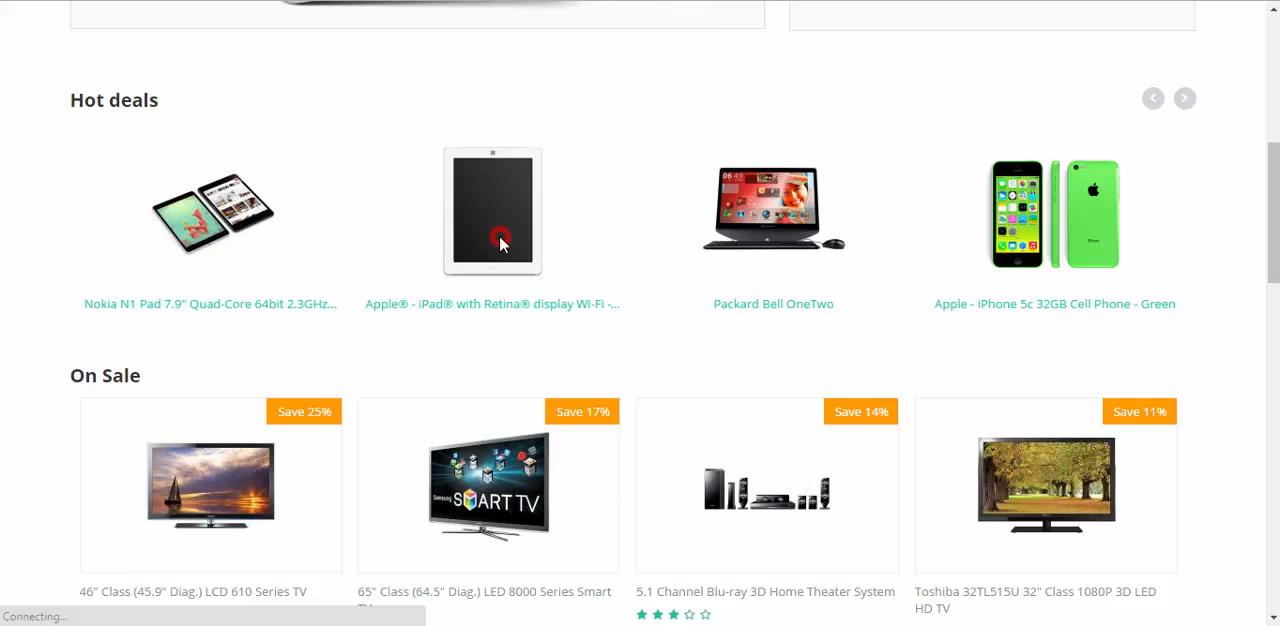 Hot deals
Nokia N1 Pad 7.9" Quad-Core 64bit 2.3GHz...
Apple® - iPad® with Retina® display Wi-Fi -...
Packard Bell OneTwo
Apple - iPhone 5c 32GB Cell Phone - Green
On Sale
Save 25%
Save 17%
Save 14%
Save 11%
SMART TV
46" Class (45.9" Diag.) LCD 610 Series TV
65" Class (64.5" Diag.) LED 8000 Series Smart
TV
5.1 Channel Blu-ray 3D Home Theater System
Toshiba 32TL515U 32" Class 1080P 3D LED
HD TV
Connecting...